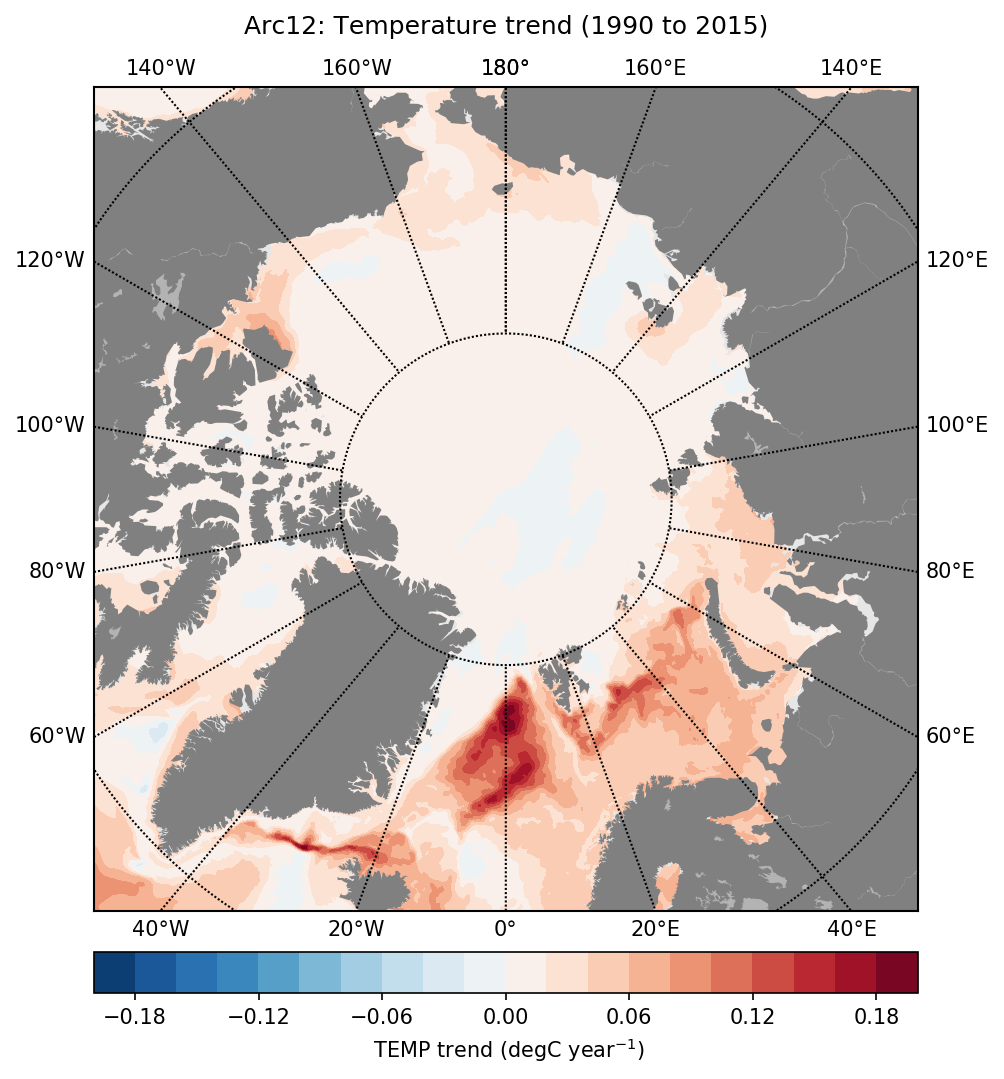 Arc12: Temperature trend (1990 to 2015)
140°W 160°W 180° 160°E 140°E
120°W 120°E
100°W 100°E
80°W 80°E
60°W 60°E
40°W 20°W 0° 20°E 40°E
−0.18 −0.12 −0.06 0.00 0.06 0.12 0.18
TEMP trend (degC year⁻¹)